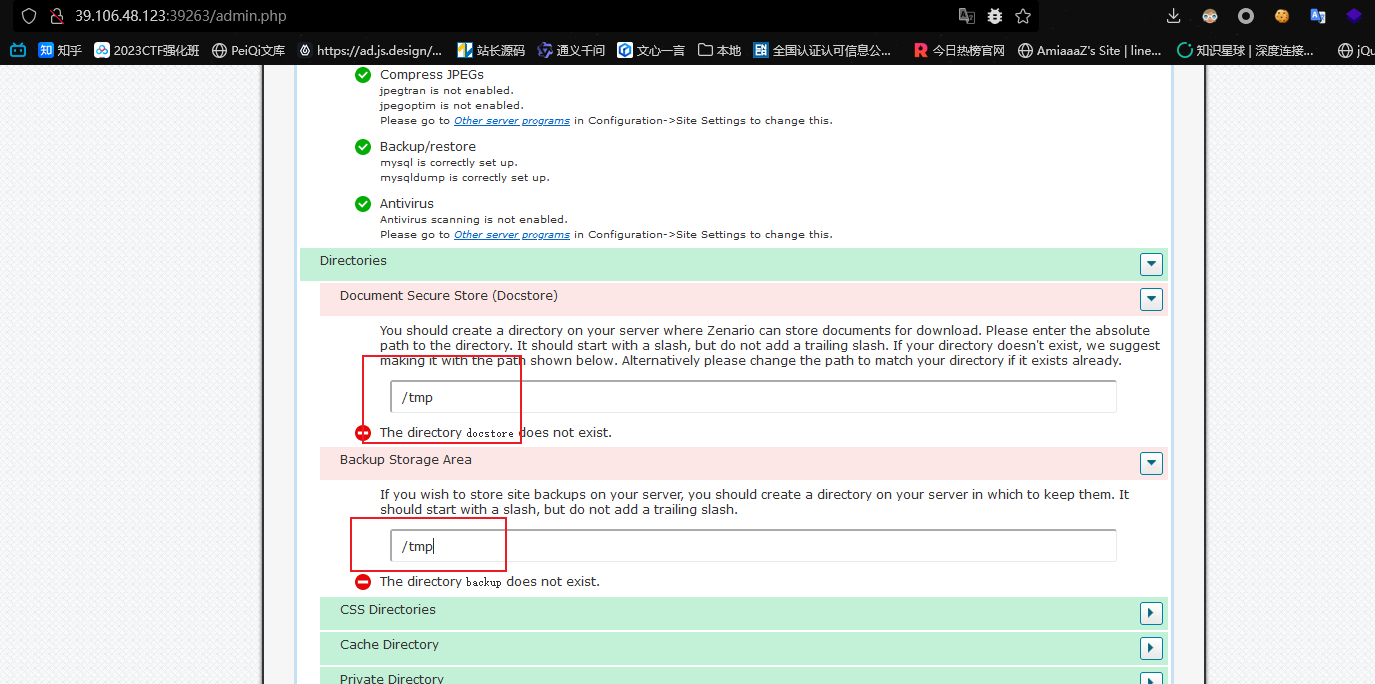 39.106.48.123:39263/admin.php
知 知乎 2023CTF强化班 PeiQi文库 https://ad.js.design/... 站长源码 通义千问 文心一言 本地 全国认证认可信息公... 今日热榜官网 AmiaaaZ's Site | line... 知识星球 | 深度连接... jQu
Compress JPEGs
jpegtran is not enabled.
jpegoptim is not enabled.
Please go to Other server programs in Configuration->Site Settings to change this.
Backup/restore
mysql is correctly set up.
mysqldump is correctly set up.
Antivirus
Antivirus scanning is not enabled.
Please go to Other server programs in Configuration->Site Settings to change this.
Directories
Document Secure Store (Docstore)
You should create a directory on your server where Zenario can store documents for download. Please enter the absolute
path to the directory. It should start with a slash, but do not add a trailing slash. If your directory doesn't exist, we suggest
making it with the path shown below. Alternatively please change the path to match your directory if it exists already.
/tmp
The directory docstore does not exist.
Backup Storage Area
If you wish to store site backups on your server, you should create a directory on your server in which to keep them. It
should start with a slash, but do not add a trailing slash.
/tmp
The directory backup does not exist.
CSS Directories
Cache Directory
Private Directory